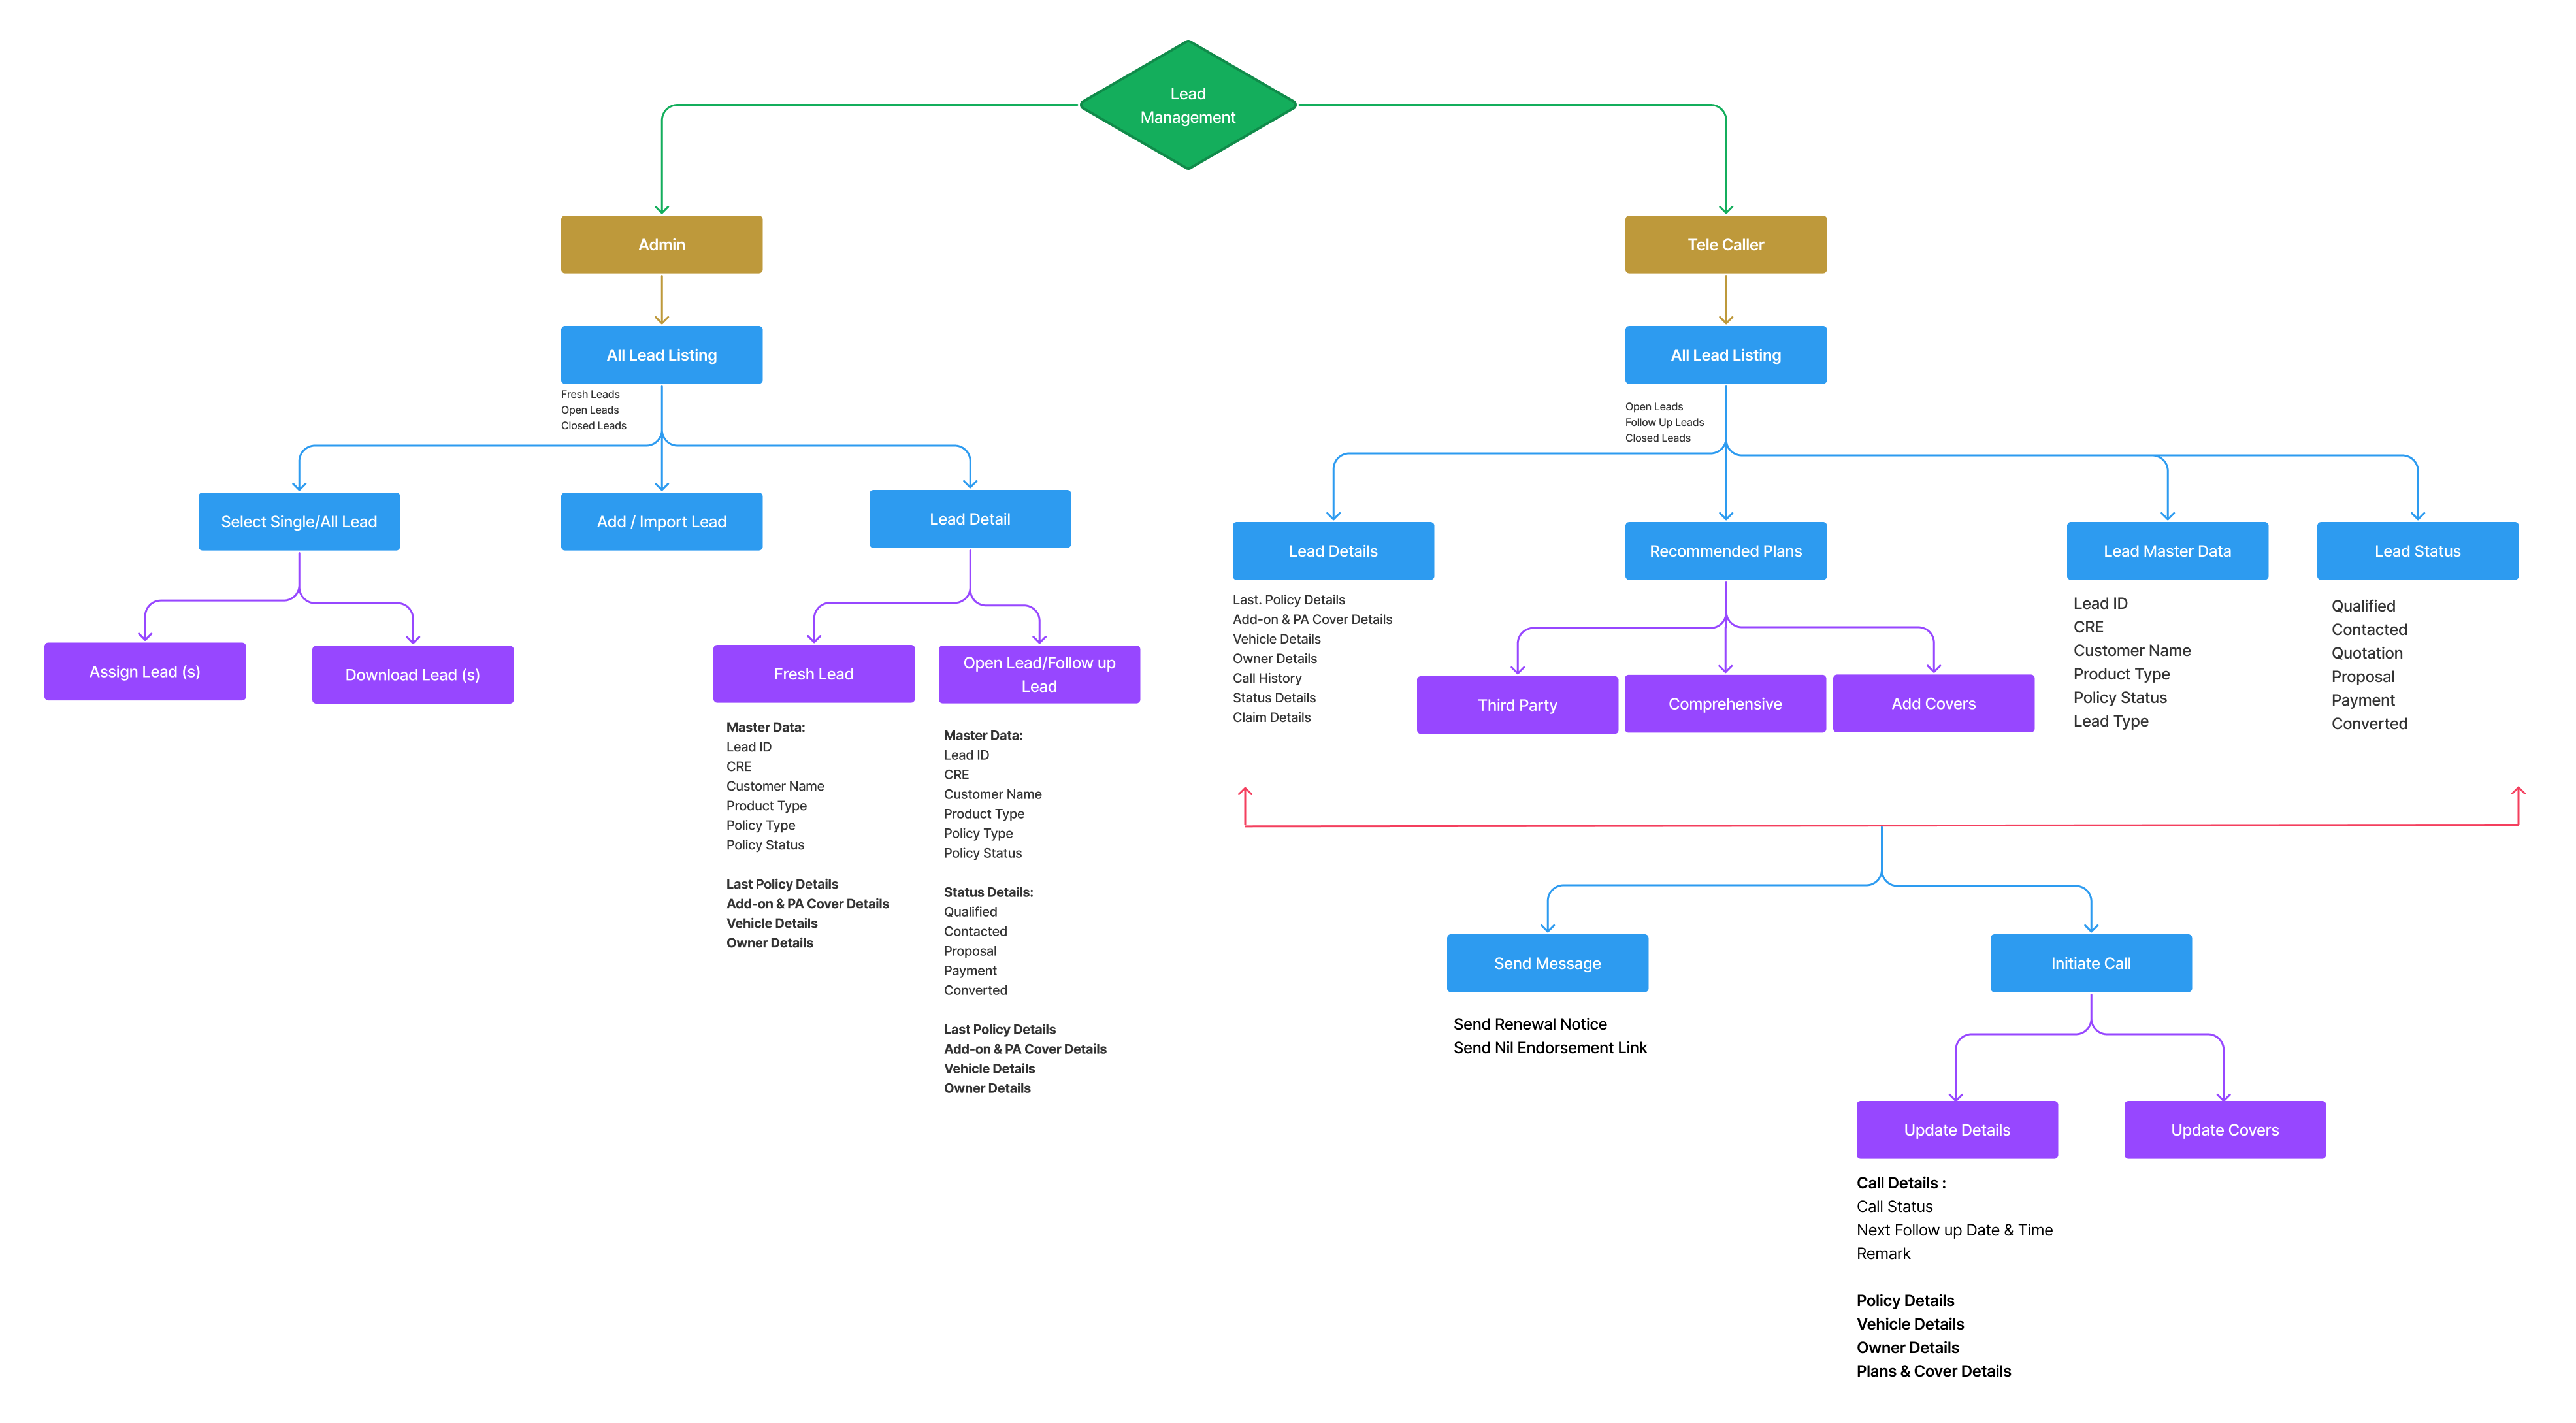 Lead
Management
Admin
Tele Caller
All Lead Listing
All Lead Listing
Fresh Leads
Open Leads
Closed Leads
Open Leads
Follow Up Leads
Closed Leads
Select Single/All Lead
Add / Import Lead
Lead Detail
Lead Details
Recommended Plans
Lead Master Data
Lead Status
Assign Lead (s)
Download Lead (s)
Fresh Lead
Open Lead/Follow up
Lead
Last. Policy Details
Add-on & PA Cover Details
Vehicle Details
Owner Details
Call History
Status Details
Claim Details
Third Party
Comprehensive
Add Covers
Lead ID
CRE
Customer Name
Product Type
Policy Status
Lead Type
Qualified
Contacted
Quotation
Proposal
Payment
Converted
Master Data:
Lead ID
CRE
Customer Name
Product Type
Policy Type
Policy Status
Last Policy Details
Add-on & PA Cover Details
Vehicle Details
Owner Details
Master Data:
Lead ID
CRE
Customer Name
Product Type
Policy Type
Policy Status
Status Details:
Qualified
Contacted
Proposal
Payment
Converted
Last Policy Details
Add-on & PA Cover Details
Vehicle Details
Owner Details
Send Message
Initiate Call
Send Renewal Notice
Send Nil Endorsement Link
Update Details
Update Covers
Call Details :
Call Status
Next Follow up Date & Time
Remark
Policy Details
Vehicle Details
Owner Details
Plans & Cover Details